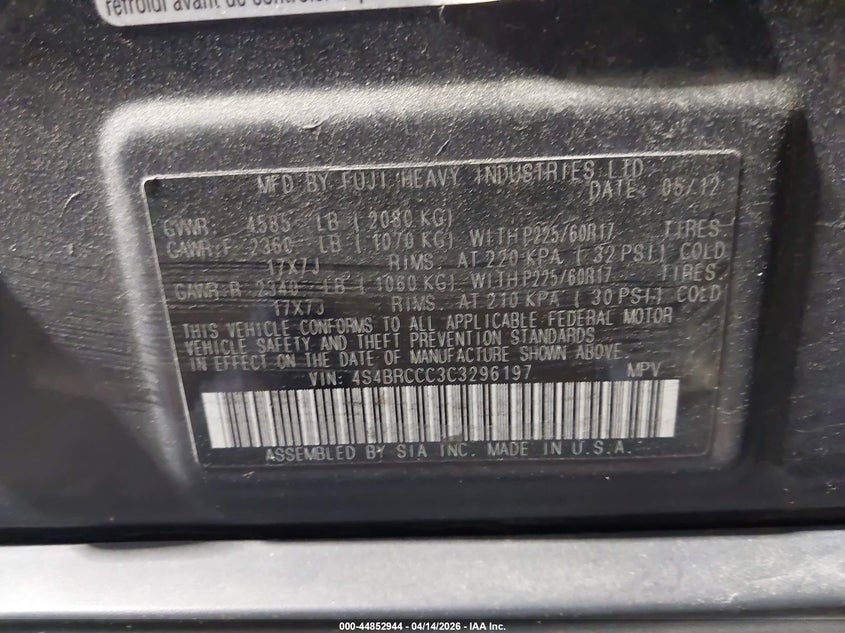 refroidi avant de
MFD BY FUJI HEAVY INDUSTRIES LTD
DATE 06/12
GVWR: 4585 LB ( 2080 KG)
GAWR:F 2360 LB ( 1070 KG) WITH P225/60R17 TIRES
17X7J RIMS. AT 220 KPA ( 32 PSI) COLD
GAWR:R 2340 LB ( 1060 KG) WITH P225/60R17 TIRES.
17X7J RIMS. AT 210 KPA ( 30 PSI) COLD
THIS VEHICLE CONFORMS TO ALL APPLICABLE FEDERAL MOTOR
VEHICLE SAFETY AND THEFT PREVENTION STANDARDS
IN EFFECT ON THE DATE OF MANUFACTURE SHOWN ABOVE.
VIN: 4S4BRCCC3C3296197 MPV
ASSEMBLED BY SIA INC. MADE IN U.S.A.
000-44852944 - 04/14/2026 - IAA Inc.